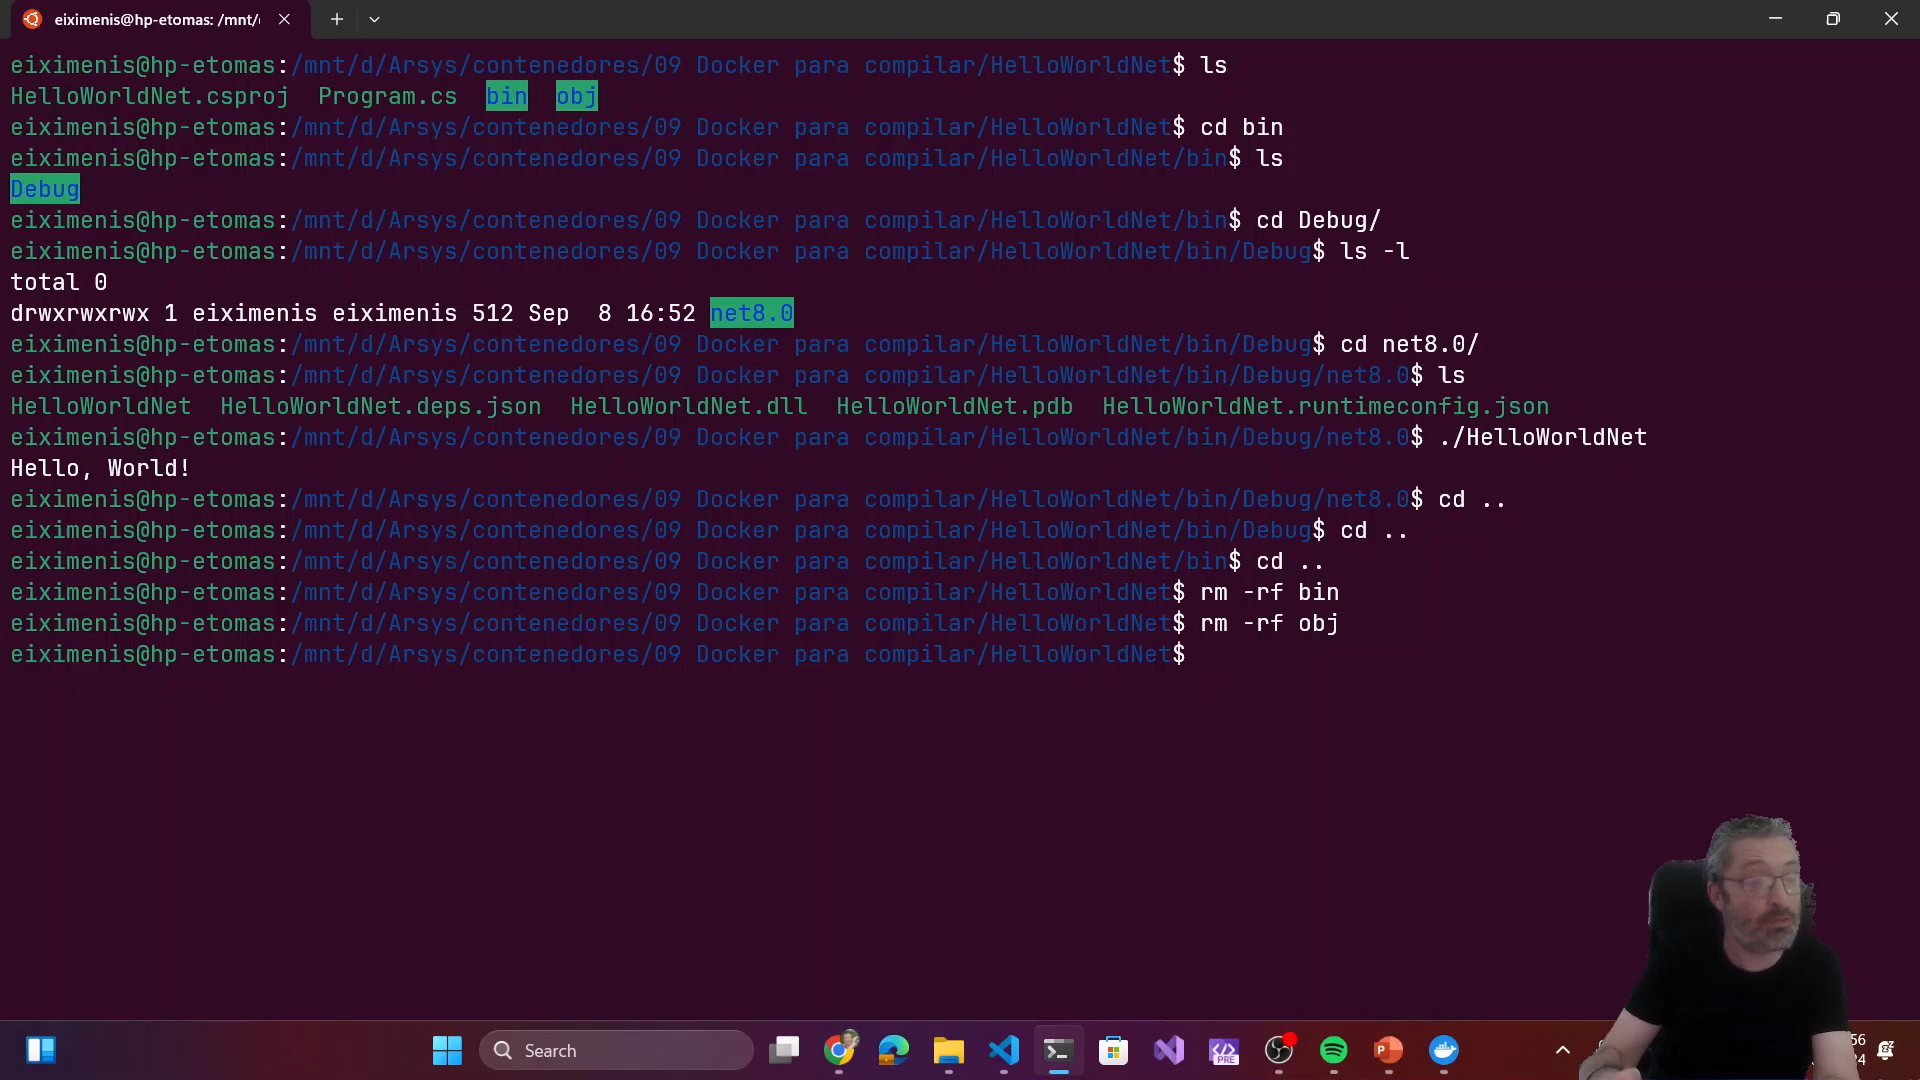 eiximenis@hp-etomas: /mnt/
eiximenis@hp-etomas:/mnt/d/Arsys/contenedores/09 Docker para compilar/HelloWorldNet$ ls
HelloWorldNet.csproj  Program.cs  bin  obj
eiximenis@hp-etomas:/mnt/d/Arsys/contenedores/09 Docker para compilar/HelloWorldNet$ cd bin
eiximenis@hp-etomas:/mnt/d/Arsys/contenedores/09 Docker para compilar/HelloWorldNet/bin$ ls
Debug
eiximenis@hp-etomas:/mnt/d/Arsys/contenedores/09 Docker para compilar/HelloWorldNet/bin$ cd Debug/
eiximenis@hp-etomas:/mnt/d/Arsys/contenedores/09 Docker para compilar/HelloWorldNet/bin/Debug$ ls -l
total 0
drwxrwxrwx 1 eiximenis eiximenis 512 Sep  8 16:52 net8.0
eiximenis@hp-etomas:/mnt/d/Arsys/contenedores/09 Docker para compilar/HelloWorldNet/bin/Debug$ cd net8.0/
eiximenis@hp-etomas:/mnt/d/Arsys/contenedores/09 Docker para compilar/HelloWorldNet/bin/Debug/net8.0$ ls
HelloWorldNet  HelloWorldNet.deps.json  HelloWorldNet.dll  HelloWorldNet.pdb  HelloWorldNet.runtimeconfig.json
eiximenis@hp-etomas:/mnt/d/Arsys/contenedores/09 Docker para compilar/HelloWorldNet/bin/Debug/net8.0$ ./HelloWorldNet
Hello, World!
eiximenis@hp-etomas:/mnt/d/Arsys/contenedores/09 Docker para compilar/HelloWorldNet/bin/Debug/net8.0$ cd ..
eiximenis@hp-etomas:/mnt/d/Arsys/contenedores/09 Docker para compilar/HelloWorldNet/bin/Debug$ cd ..
eiximenis@hp-etomas:/mnt/d/Arsys/contenedores/09 Docker para compilar/HelloWorldNet/bin$ cd ..
eiximenis@hp-etomas:/mnt/d/Arsys/contenedores/09 Docker para compilar/HelloWorldNet$ rm -rf bin
eiximenis@hp-etomas:/mnt/d/Arsys/contenedores/09 Docker para compilar/HelloWorldNet$ rm -rf obj
eiximenis@hp-etomas:/mnt/d/Arsys/contenedores/09 Docker para compilar/HelloWorldNet$
Search
PRE